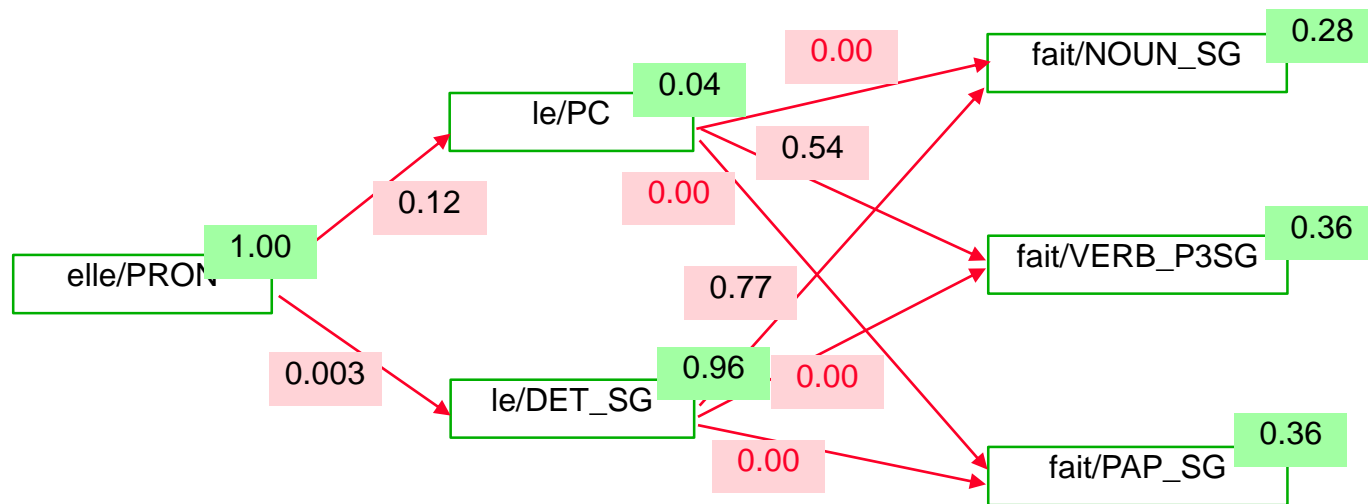 0.28
fait/NOUN_SG
0.00
0.04
le/PC
0.54
0.00
0.12
1.00
elle/PRON
0.36
fait/VERB_P3SG
0.77
0.003
0.96
le/DET_SG
0.00
0.36
fait/PAP_SG
0.00